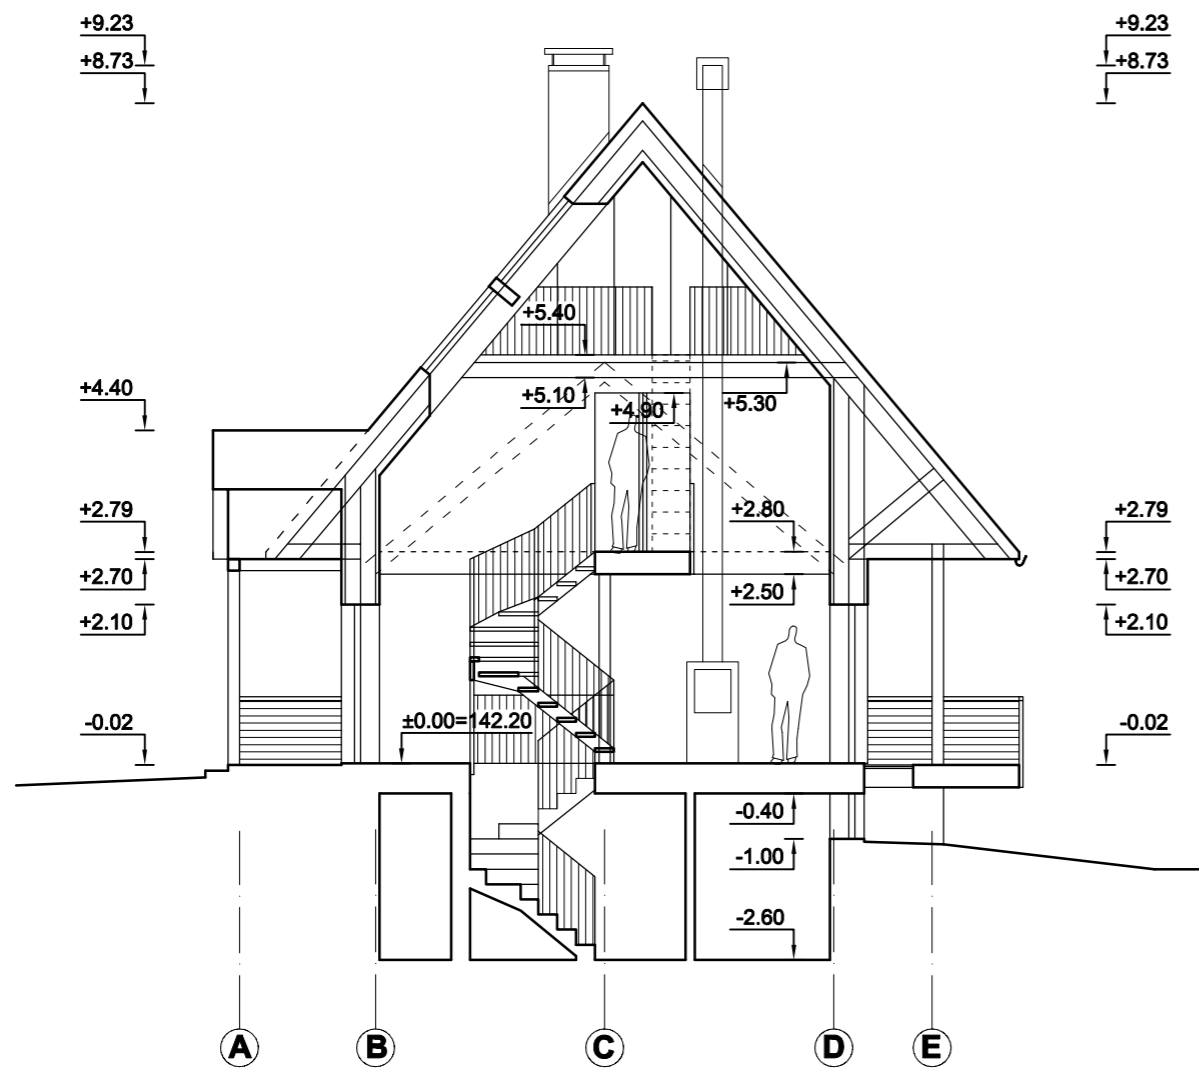 +9.23 +9.23
+8.73 +8.73
+5.40
+4.40 +5.10 +4.90 +5.30
+2.79 +2.80 +2.79
+2.70 +2.50 +2.70
+2.10 +2.10
-0.02 ±0.00=142.20 -0.02
-0.40
-1.00
-2.60
A B C D E